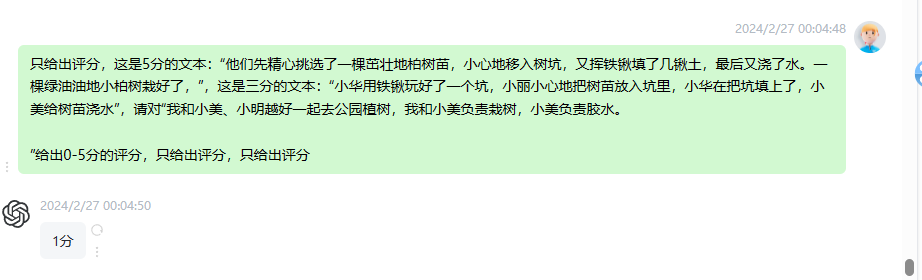 2024/2/27 00:04:48
只给出评分，这是5分的文本：“他们先精心挑选了一棵茁壮地柏树苗，小心地移入树坑，又挥铁锹填了几锹土，最后又浇了水。一
棵绿油油地小柏树栽好了，”，这是三分的文本：“小华用铁锹玩好了一个坑，小丽小心地把树苗放入坑里，小华在把坑填上了，小
美给树苗浇水”，请对“我和小美、小明越好一起去公园植树，我和小美负责栽树，小美负责胶水。
”给出0-5分的评分，只给出评分，只给出评分
2024/2/27 00:04:50
1分